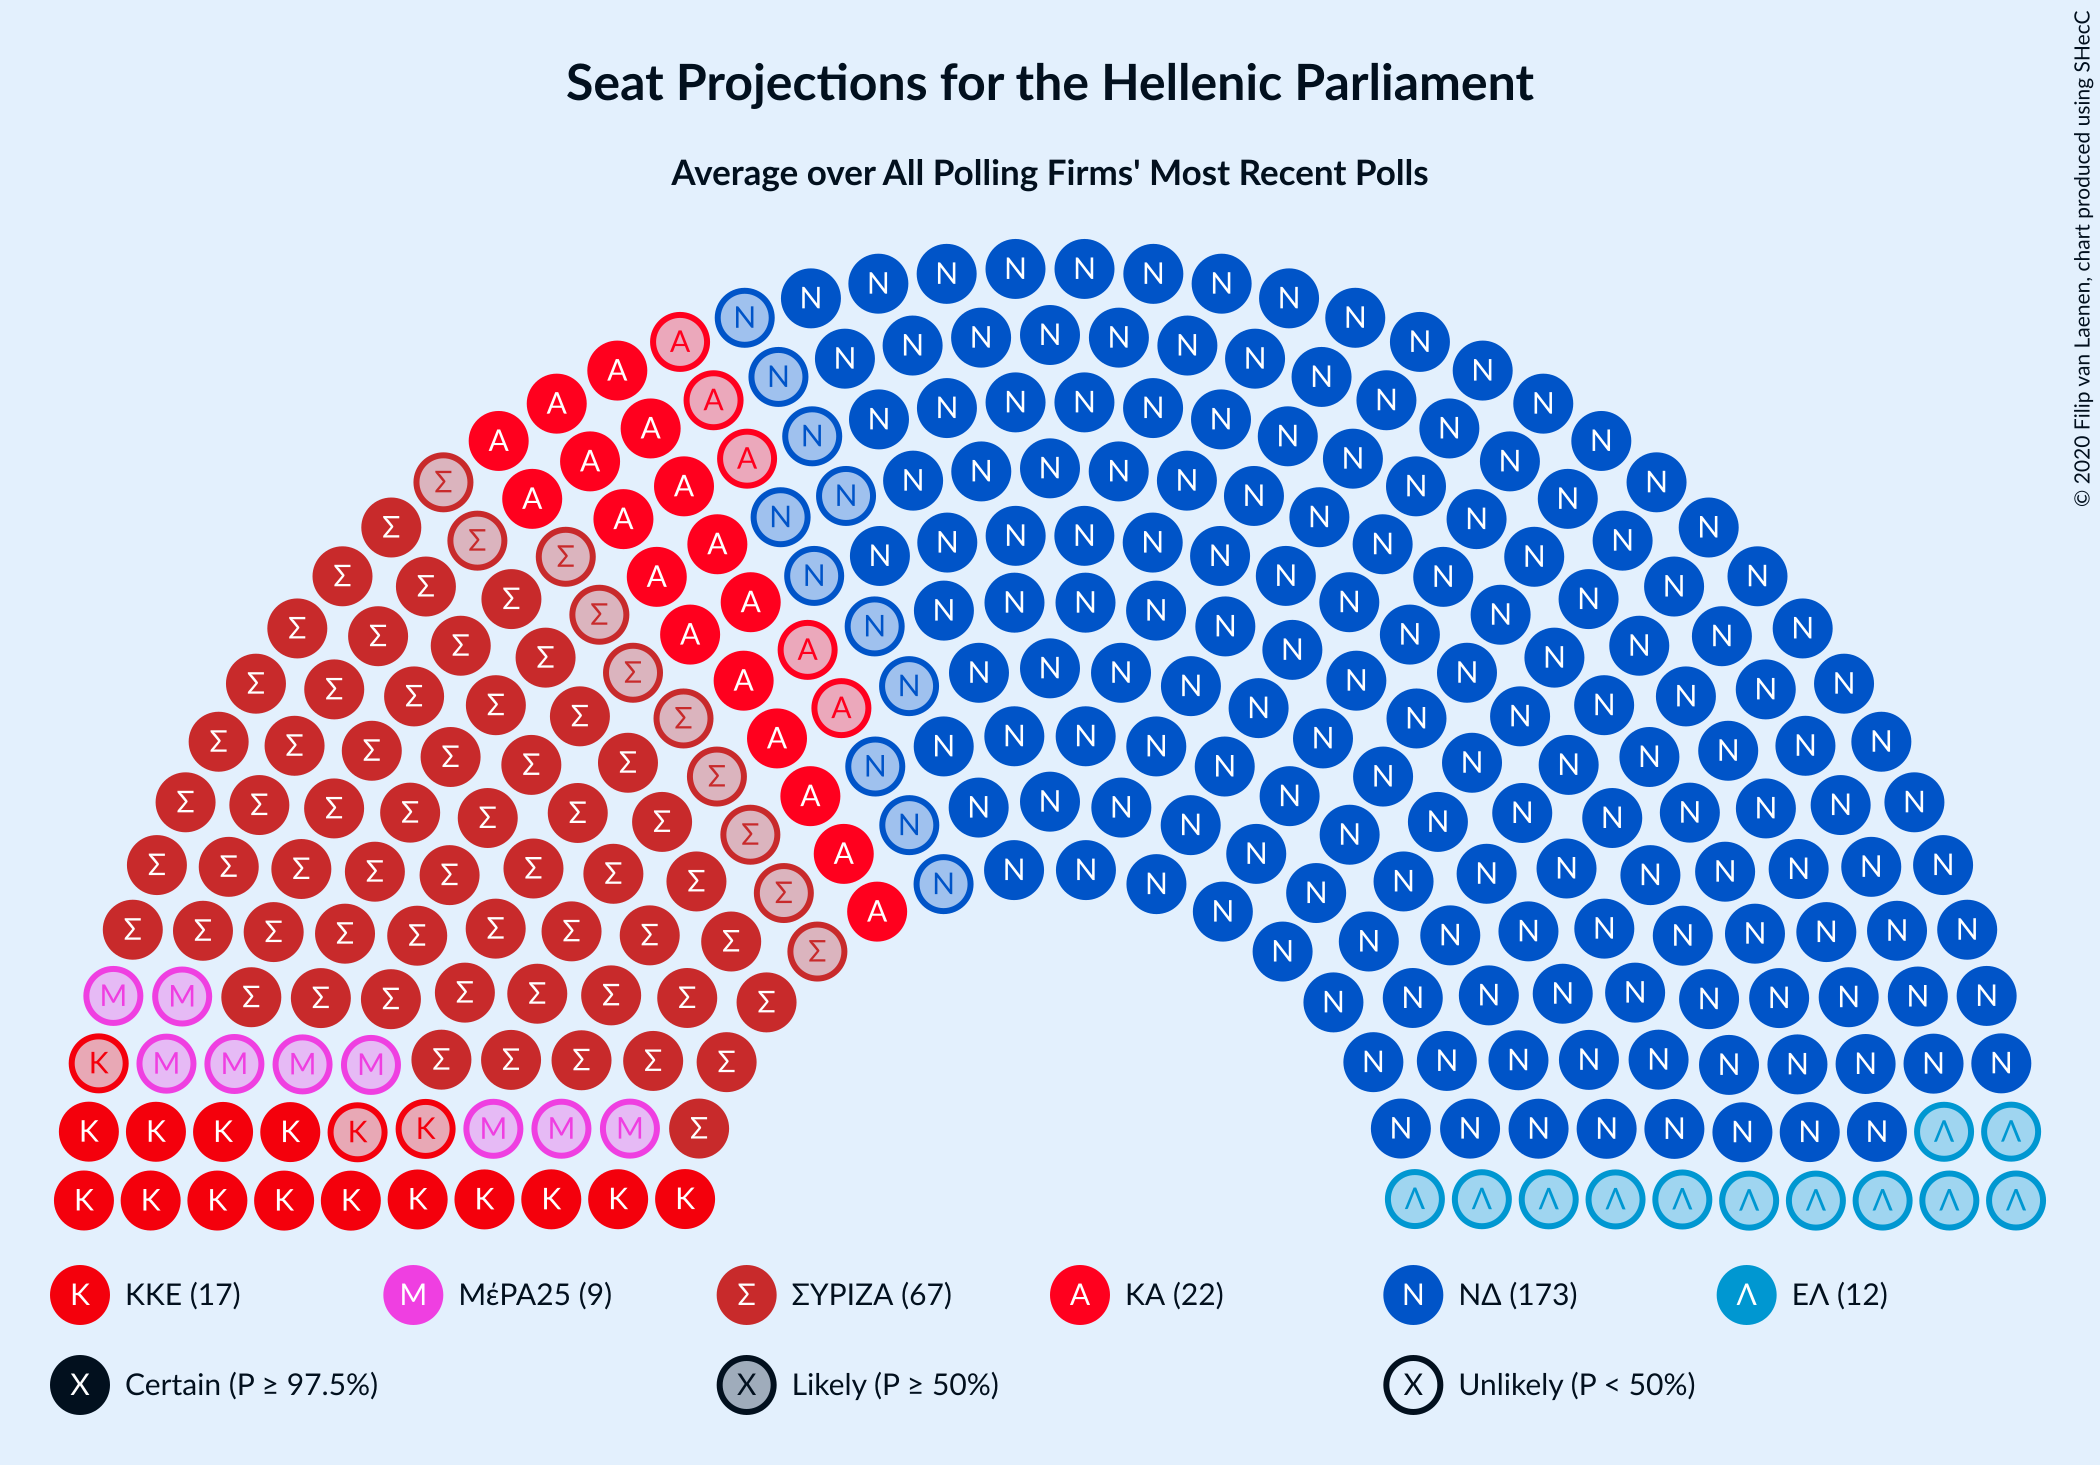 Seat Projections for the Hellenic Parliament
Average over All Polling Firms' Most Recent Polls
© 2020 Filip van Laenen, chart produced using SHecC
K KKE (17)
M ΜέΡΑ25 (9)
Σ ΣΥΡΙΖΑ (67)
A ΚΑ (22)
N ΝΔ (173)
Λ ΕΛ (12)
X Certain (P ≥ 97.5%)
X Likely (P ≥ 50%)
X Unlikely (P < 50%)